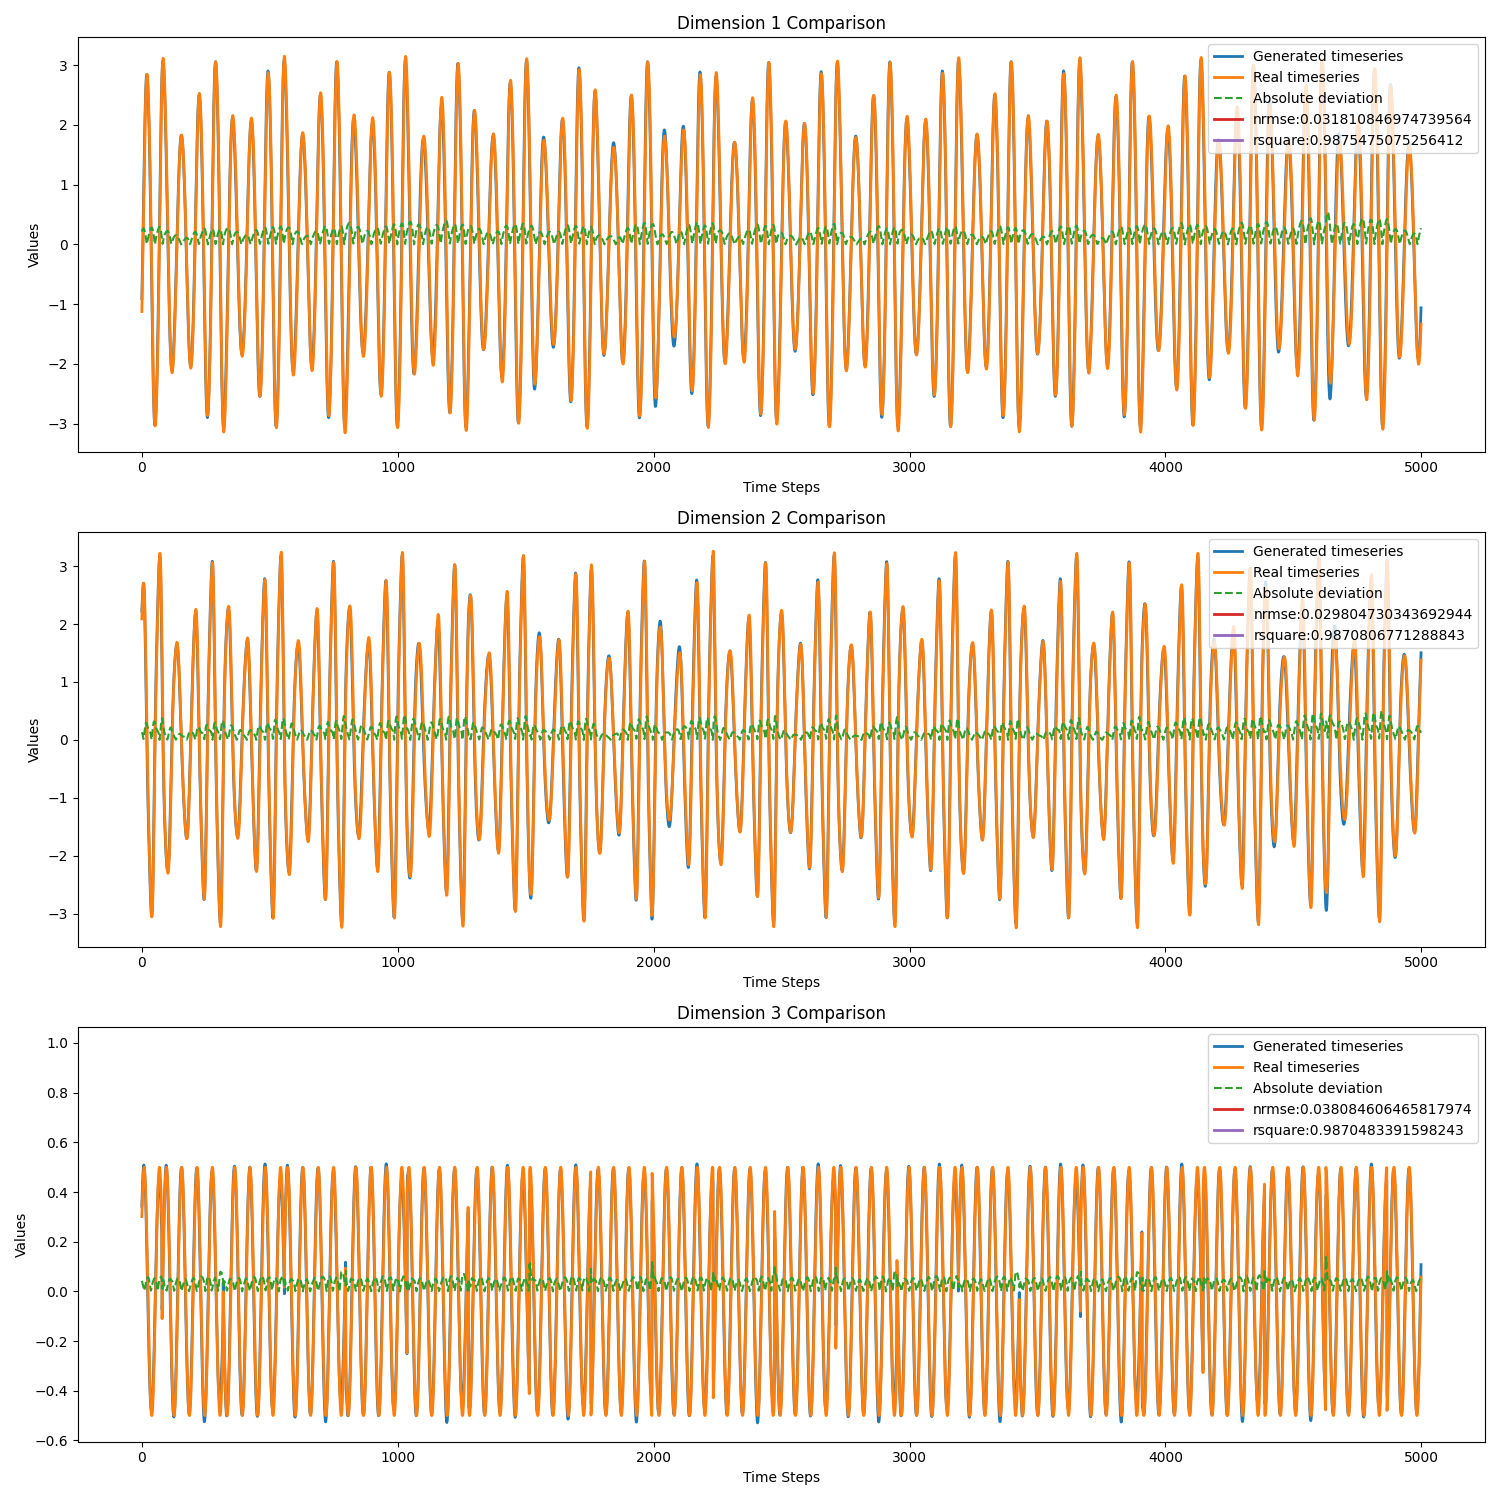 Dimension 1 Comparison
3
2
1
0
−1
−2
−3
Values
Generated timeseries
Real timeseries
Absolute deviation
nrmse:0.031810846974739564
rsquare:0.9875475075256412
0 1000 2000 3000 4000 5000
Time Steps
Dimension 2 Comparison
3
2
1
0
−1
−2
−3
Values
Generated timeseries
Real timeseries
Absolute deviation
nrmse:0.029804730343692944
rsquare:0.9870806771288843
0 1000 2000 3000 4000 5000
Time Steps
Dimension 3 Comparison
1.0
0.8
0.6
0.4
0.2
0.0
−0.2
−0.4
−0.6
Values
Generated timeseries
Real timeseries
Absolute deviation
nrmse:0.038084606465817974
rsquare:0.9870483391598243
0 1000 2000 3000 4000 5000
Time Steps